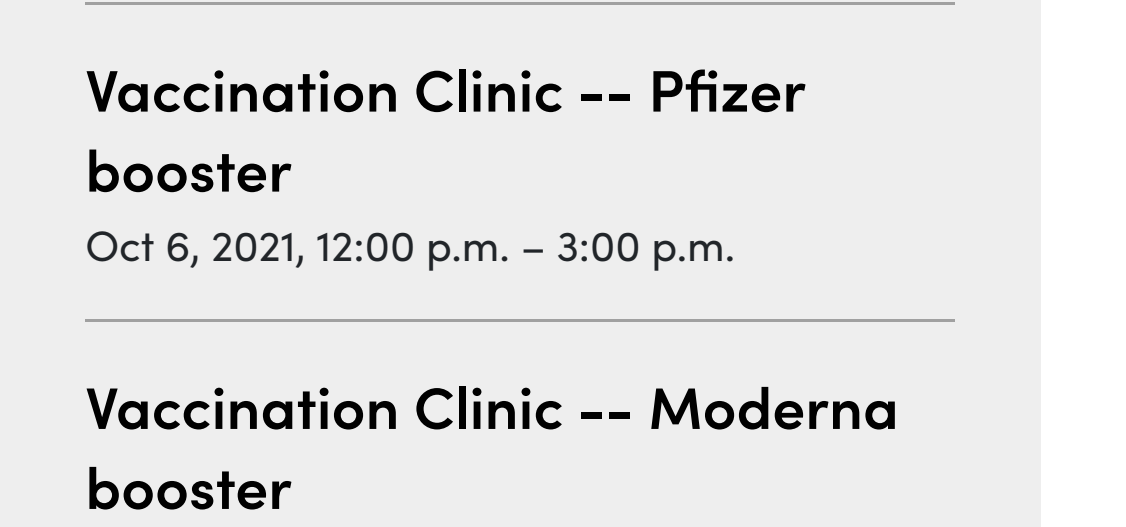 Vaccination Clinic -- Pfizer
booster
Oct 6, 2021, 12:00 p.m. – 3:00 p.m.
Vaccination Clinic -- Moderna
booster